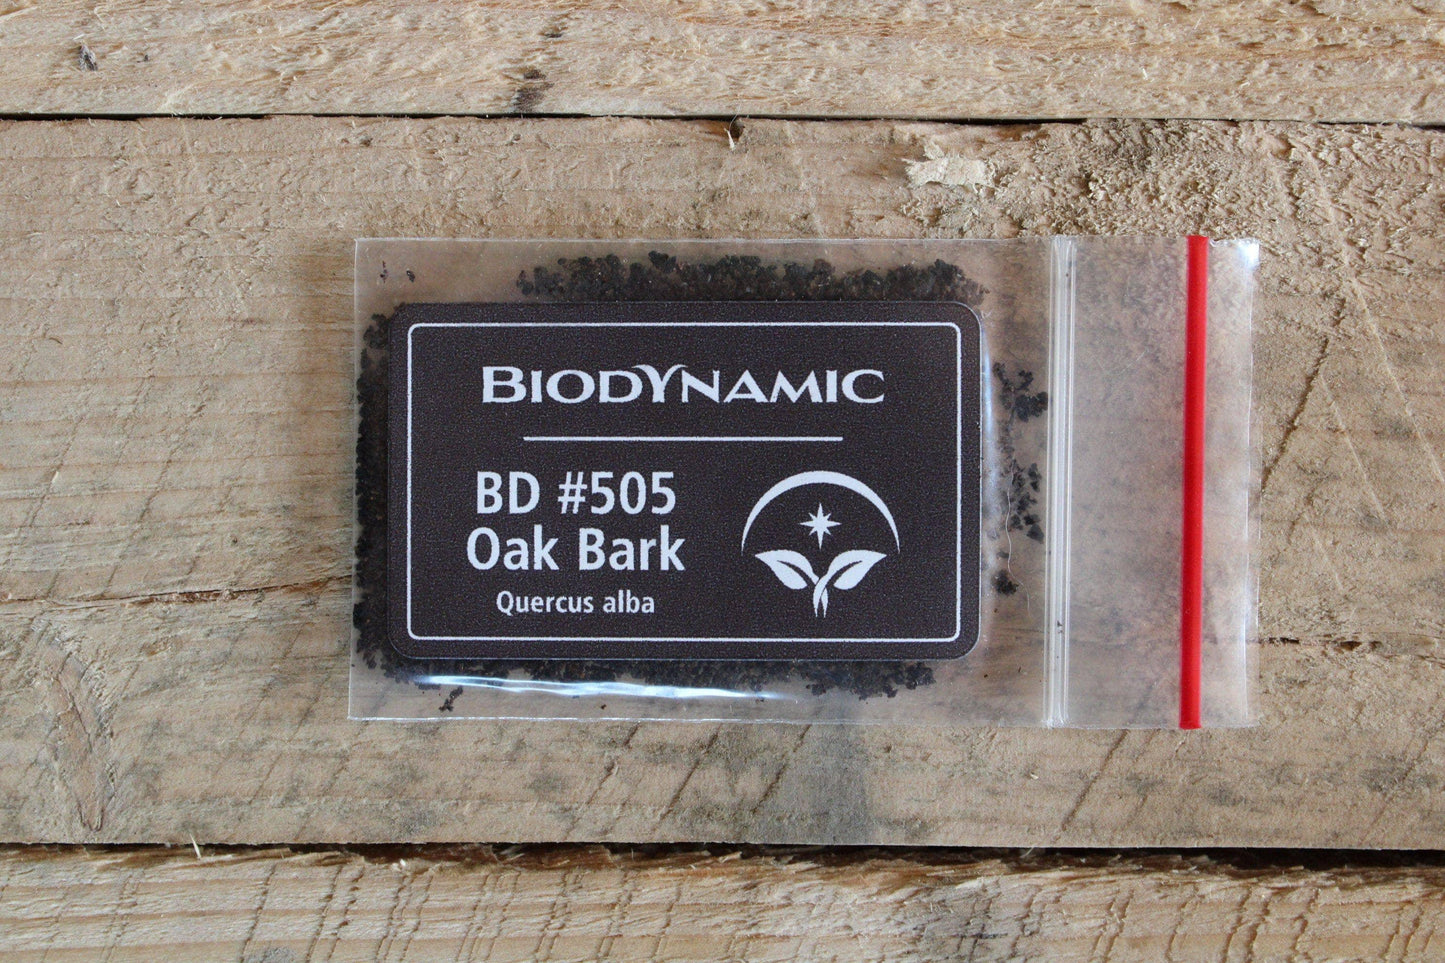 BIODYNAMIC
BD #505
Oak Bark
Quercus alba